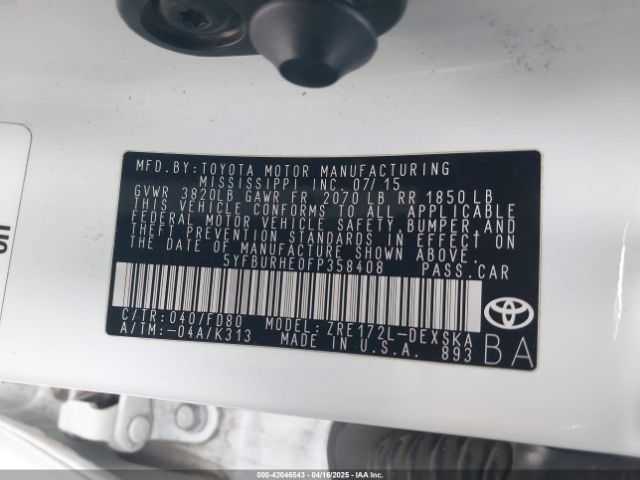 MFD.BY:TOYOTA MOTOR MANUFACTURING
MISSISSIPPI INC. 07/15
GVWR 3820LB GAWR FR 2070 LB RR 1850 LB
THIS VEHICLE CONFORMS TO ALL APPLICABLE
FEDERAL MOTOR VEHICLE SAFETY, BUMPER, AND
THEFT PREVENTION STANDARDS IN EFFECT ON
THE DATE OF MANUFACTURE SHOWN ABOVE.
5YFBURHE0FP358408 PASS.CAR
C/TR:040/FD80 MODEL: ZRE172L-DEXSKA
A/TM:-04A/K313 MADE IN U.S.A. 893 BA
000-42046543 - 04/16/2025 - IAAI.COM